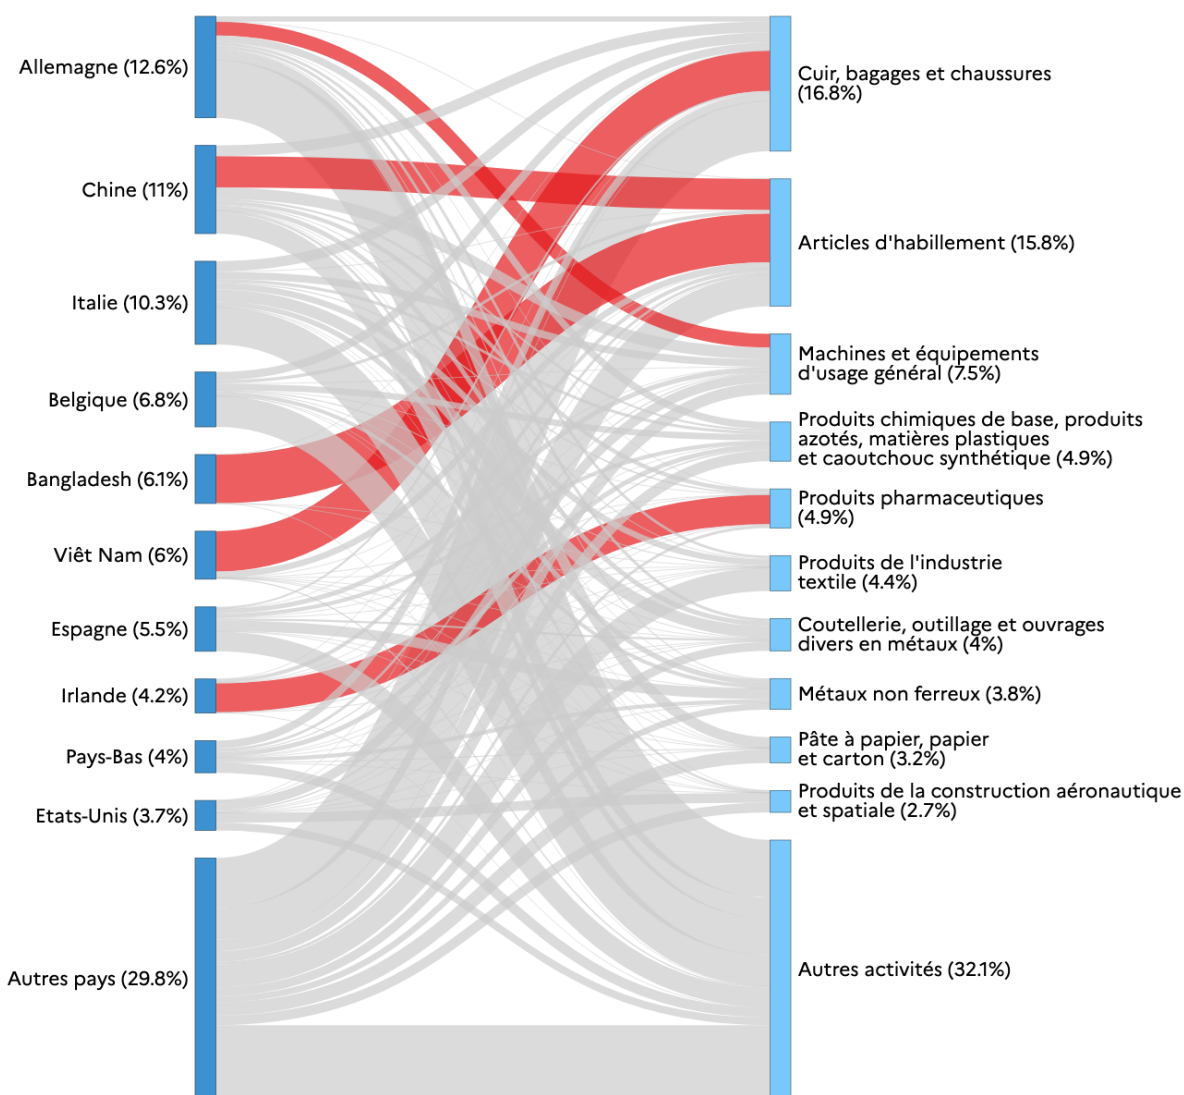 Allemagne (12.6%)
Chine (11%)
Italie (10.3%)
Belgique (6.8%)
Bangladesh (6.1%)
Viêt Nam (6%)
Espagne (5.5%)
Irlande (4.2%)
Pays-Bas (4%)
Etats-Unis (3.7%)
Autres pays (29.8%)
Cuir, bagages et chaussures
(16.8%)
Articles d'habillement (15.8%)
Machines et équipements
d'usage général (7.5%)
Produits chimiques de base, produits
azotés, matières plastiques
et caoutchouc synthétique (4.9%)
Produits pharmaceutiques
(4.9%)
Produits de l'industrie
textile (4.4%)
Coutellerie, outillage et ouvrages
divers en métaux (4%)
Métaux non ferreux (3.8%)
Pâte à papier, papier
et carton (3.2%)
Produits de la construction aéronautique
et spatiale (2.7%)
Autres activités (32.1%)